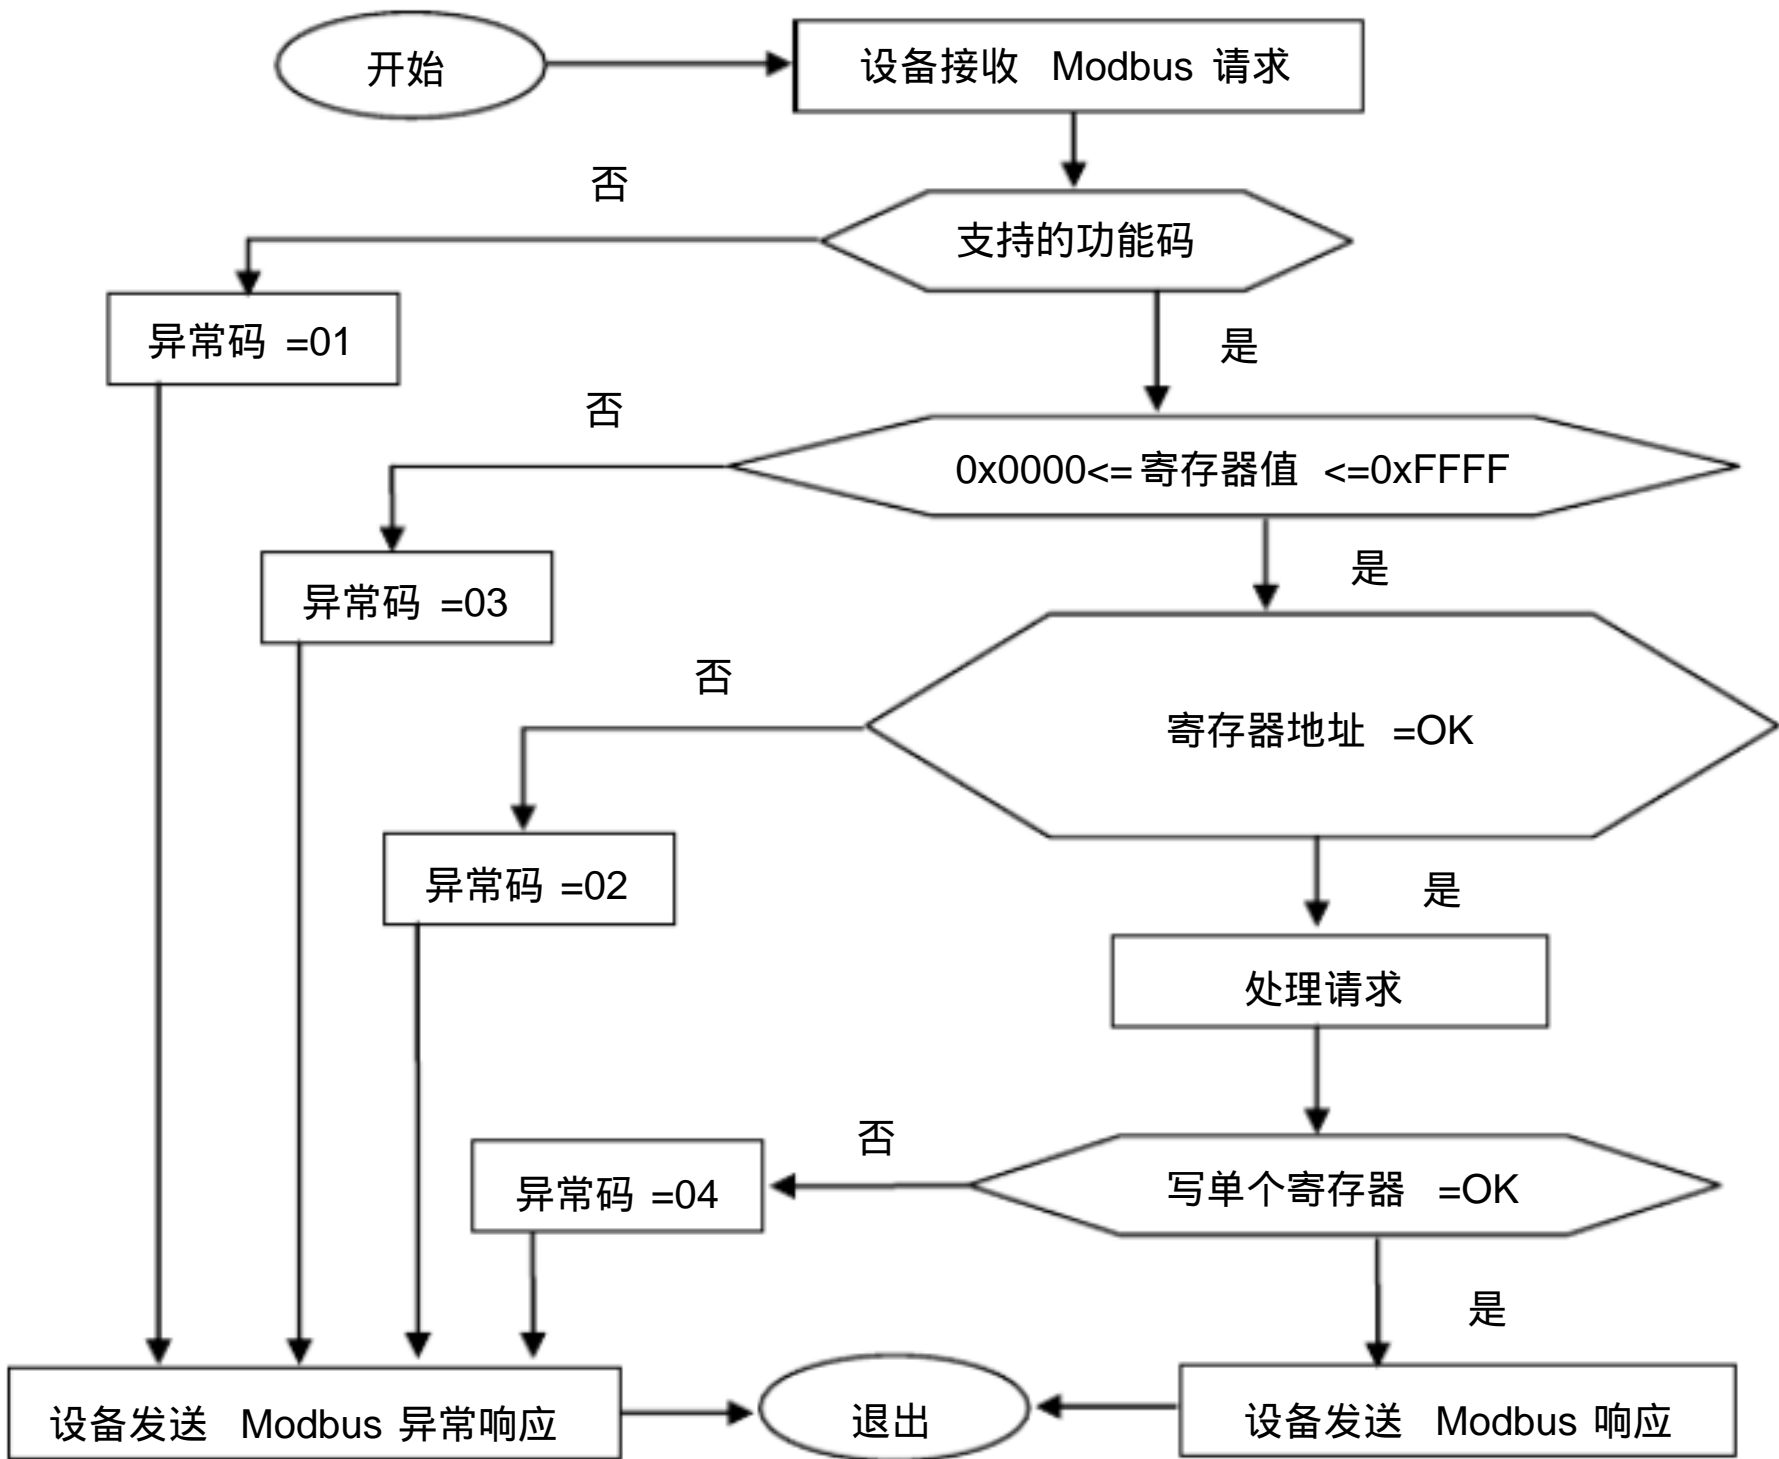 开始
设备接收 Modbus 请求
否
支持的功能码
异常码 =01
是
否
0x0000<=寄存器值 <=0xFFFF
是
异常码 =03
否
寄存器地址 =OK
异常码 =02
是
处理请求
否
异常码 =04
写单个寄存器 =OK
是
设备发送 Modbus 异常响应
退出
设备发送 Modbus 响应